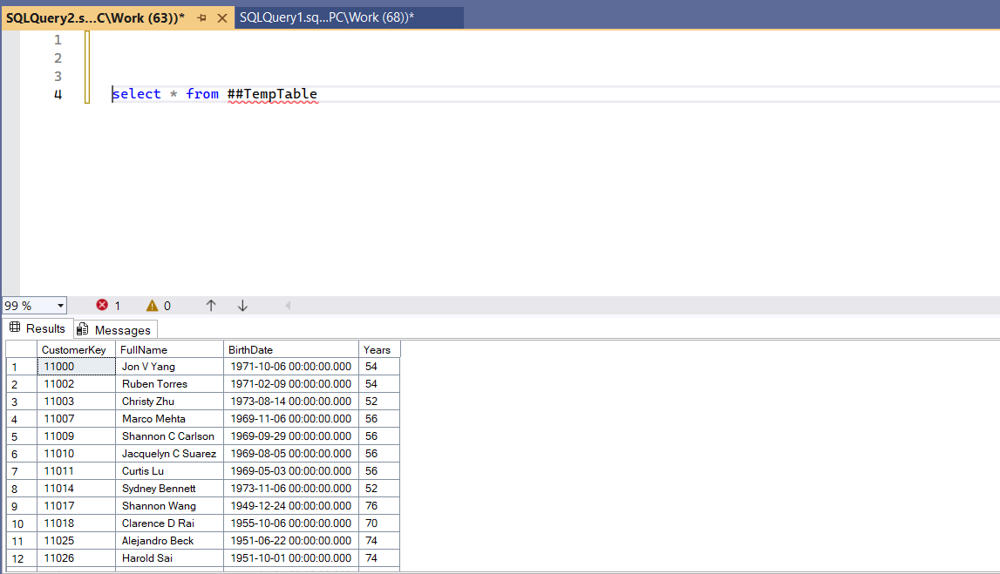 SQLQuery2.s...C\Work (63))* SQLQuery1.sq...PC\Work (68))*
1
2
3
4 select * from ##TempTable
99 % 1 0
Results Messages
CustomerKey FullName BirthDate Years
1 11000 Jon V Yang 1971-10-06 00:00:00.000 54
2 11002 Ruben Torres 1971-02-09 00:00:00.000 54
3 11003 Christy Zhu 1973-08-14 00:00:00.000 52
4 11007 Marco Mehta 1969-11-06 00:00:00.000 56
5 11009 Shannon C Carlson 1969-09-29 00:00:00.000 56
6 11010 Jacquelyn C Suarez 1969-08-05 00:00:00.000 56
7 11011 Curtis Lu 1969-05-03 00:00:00.000 56
8 11014 Sydney Bennett 1973-11-06 00:00:00.000 52
9 11017 Shannon Wang 1949-12-24 00:00:00.000 76
10 11018 Clarence D Rai 1955-10-06 00:00:00.000 70
11 11025 Alejandro Beck 1951-06-22 00:00:00.000 74
12 11026 Harold Sai 1951-10-01 00:00:00.000 74